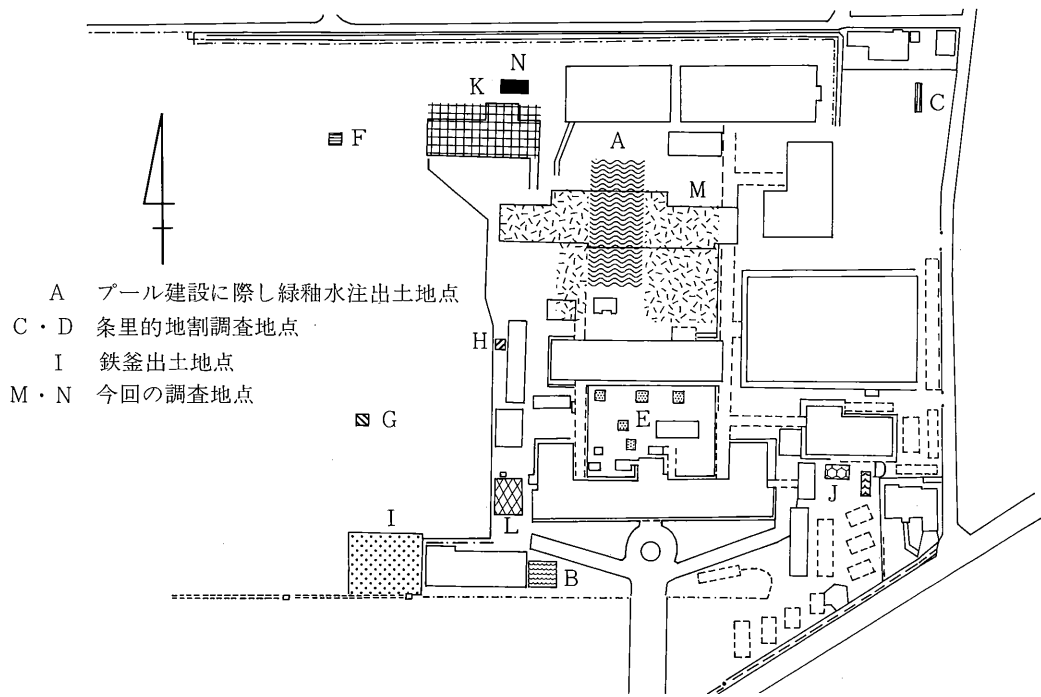 N
K
C
F
A
M
A プール建設に際し緑釉水注出土地点
C・D 条里的地割調査地点
I 鉄釜出土地点
M・N 今回の調査地点
H
G
E
D
J
L
I
B